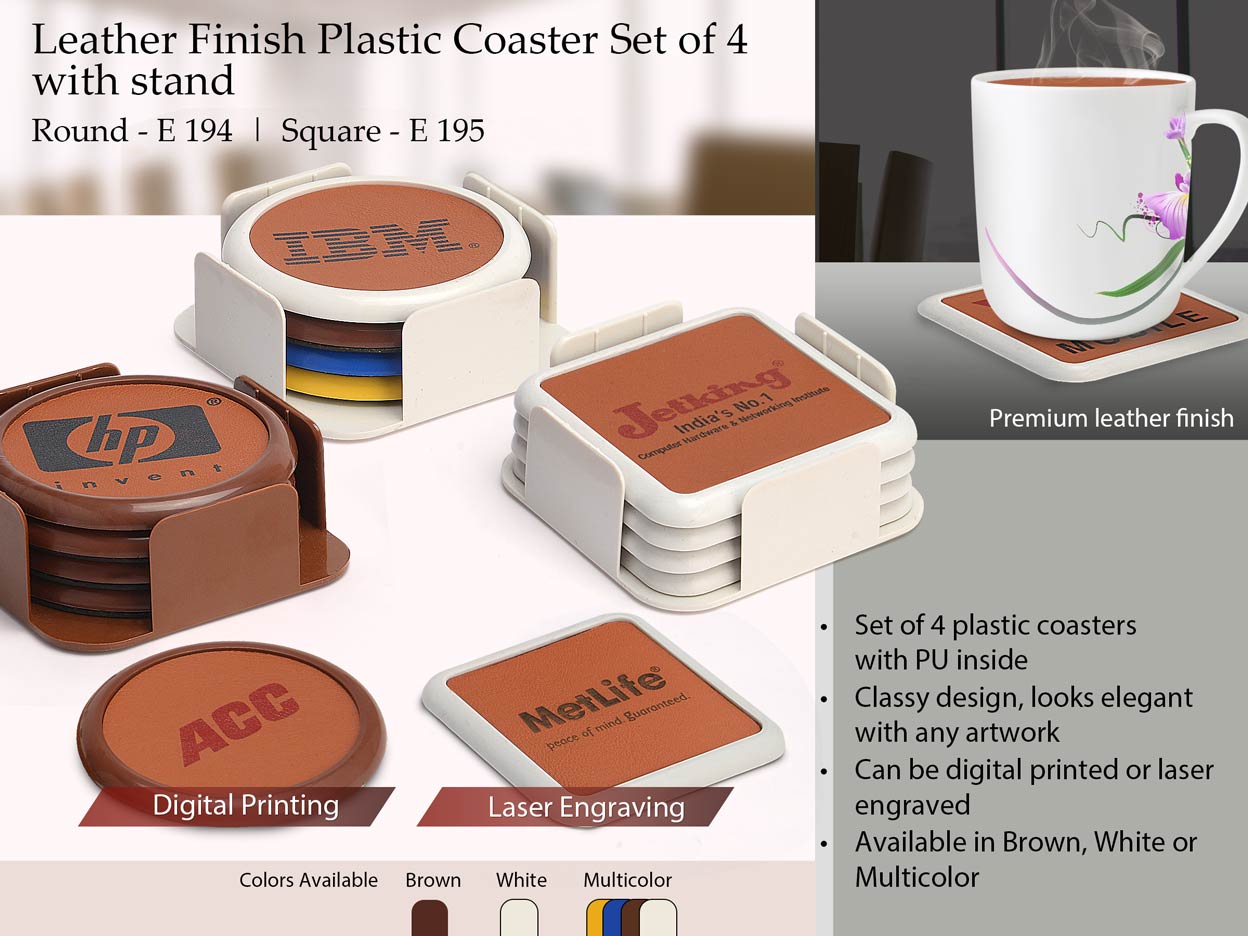 Leather Finish Plastic Coaster Set of 4
with stand
Round - E 194 | Square - E 195
IBM®
hp®
invent
Jetking®
India's No.1
Computer Hardware & Networking Institute
Premium leather finish
ACC
MetLife®
peace of mind. guaranteed.
Digital Printing
Laser Engraving
• Set of 4 plastic coasters
with PU inside
• Classy design, looks elegant
with any artwork
• Can be digital printed or laser
engraved
• Available in Brown, White or
Multicolor
Colors Available Brown White Multicolor